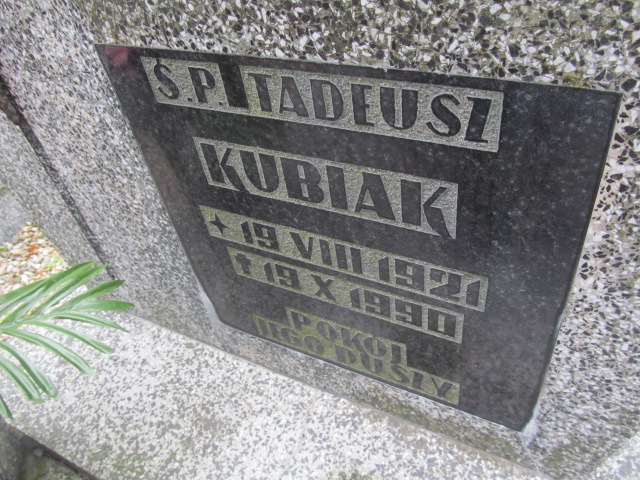 Ś.P. TADEUSZ
KUBIAK
19 VIII 1921
✝ 19 X 1990
POKÓJ
JEGO DUSZY